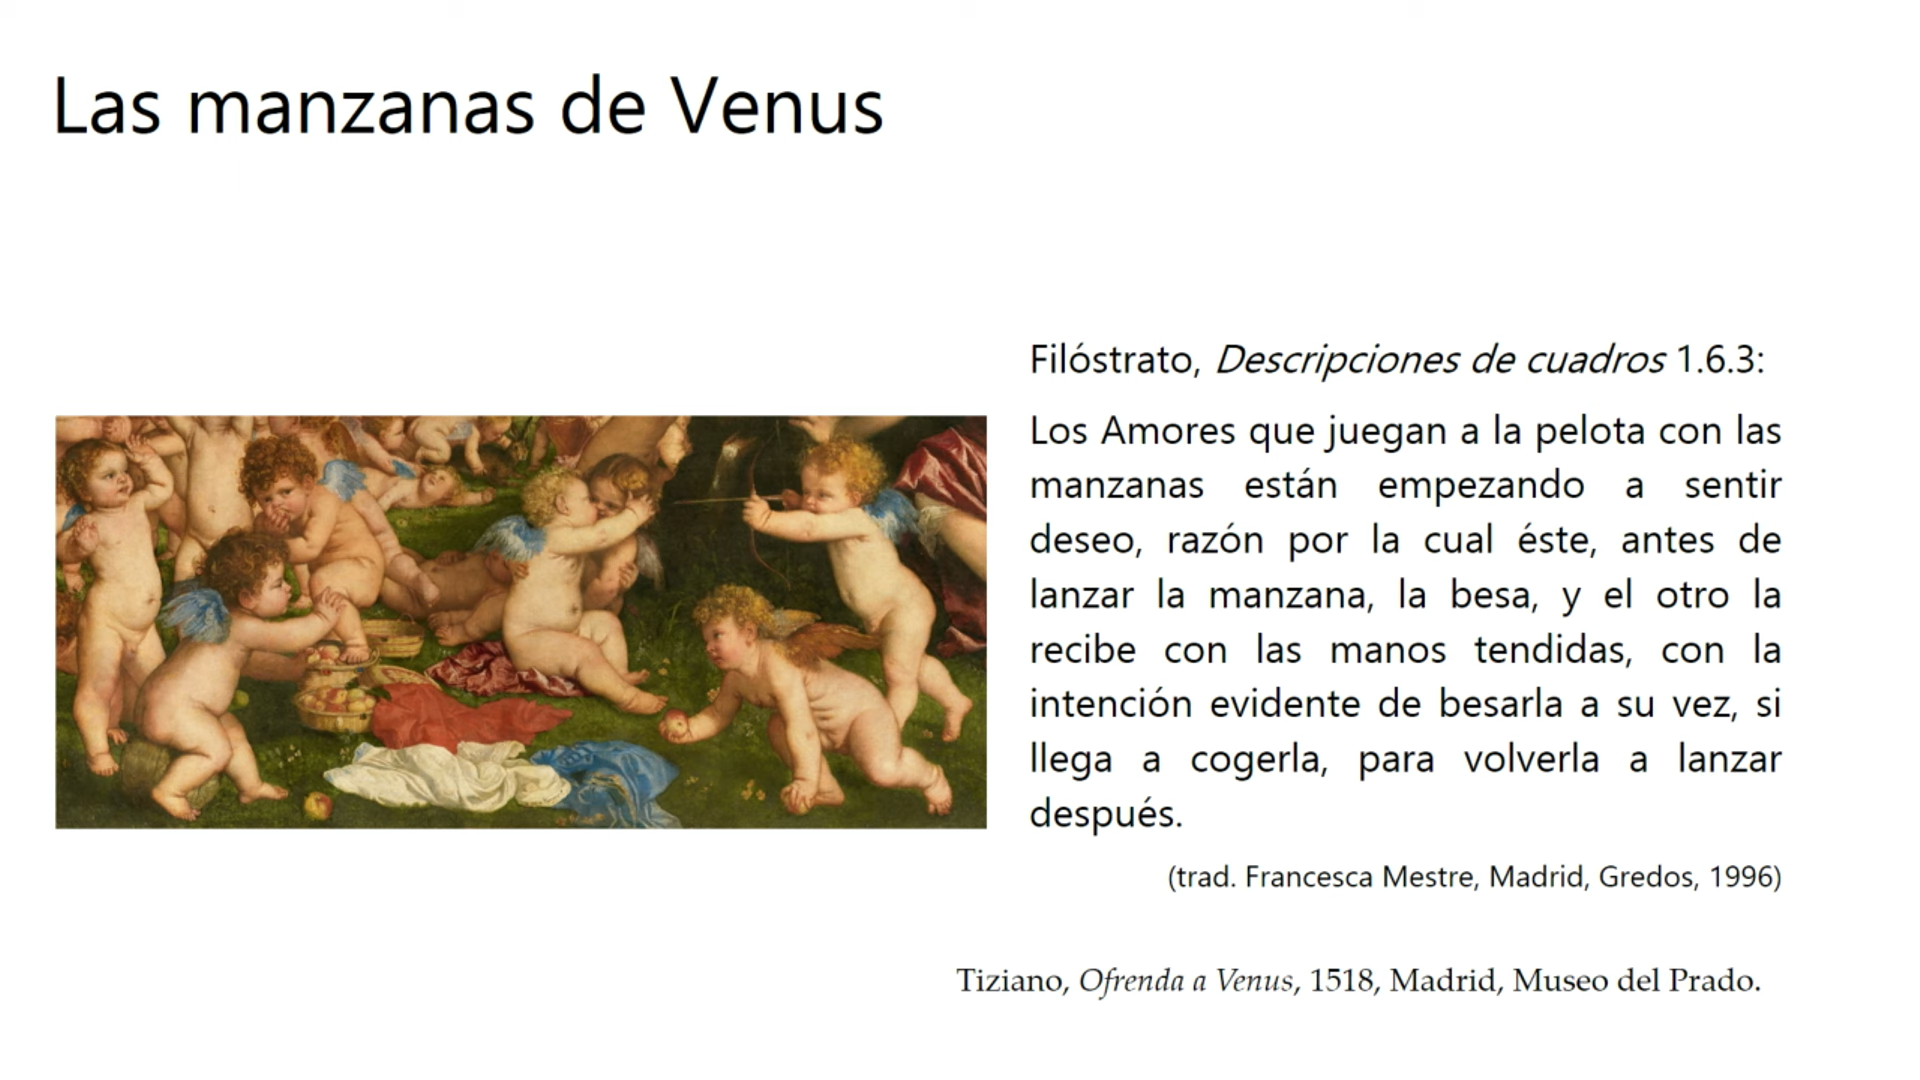 Las manzanas de Venus
Filóstrato, Descripciones de cuadros 1.6.3:
Los Amores que juegan a la pelota con las
manzanas están empezando a sentir
deseo, razón por la cual éste, antes de
lanzar la manzana, la besa, y el otro la
recibe con las manos tendidas, con la
intención evidente de besarla a su vez, si
llega a cogerla, para volverla a lanzar
después.
(trad. Francesca Mestre, Madrid, Gredos, 1996)
Tiziano, Ofrenda a Venus, 1518, Madrid, Museo del Prado.